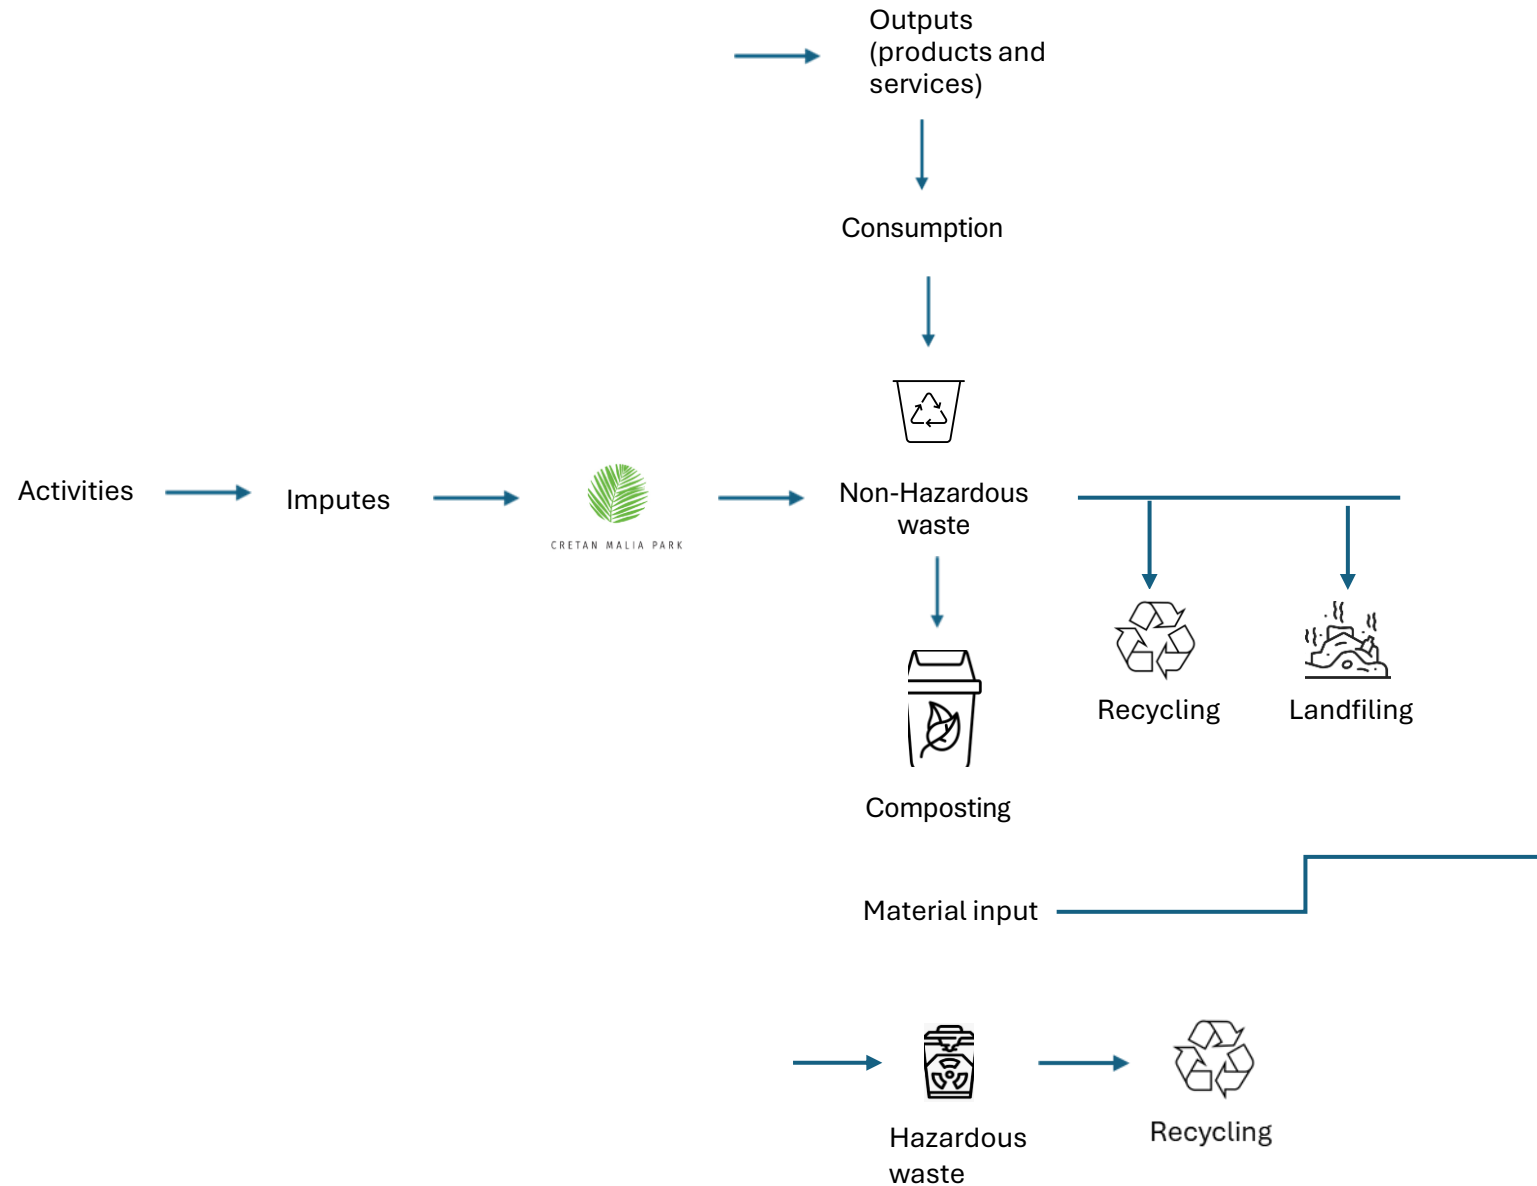 Outputs
(products and
services)
Consumption
Activities
Imputes
CRETAN MALIA PARK
Non-Hazardous
waste
Recycling
Landfiling
Composting
Material input
Hazardous
waste
Recycling